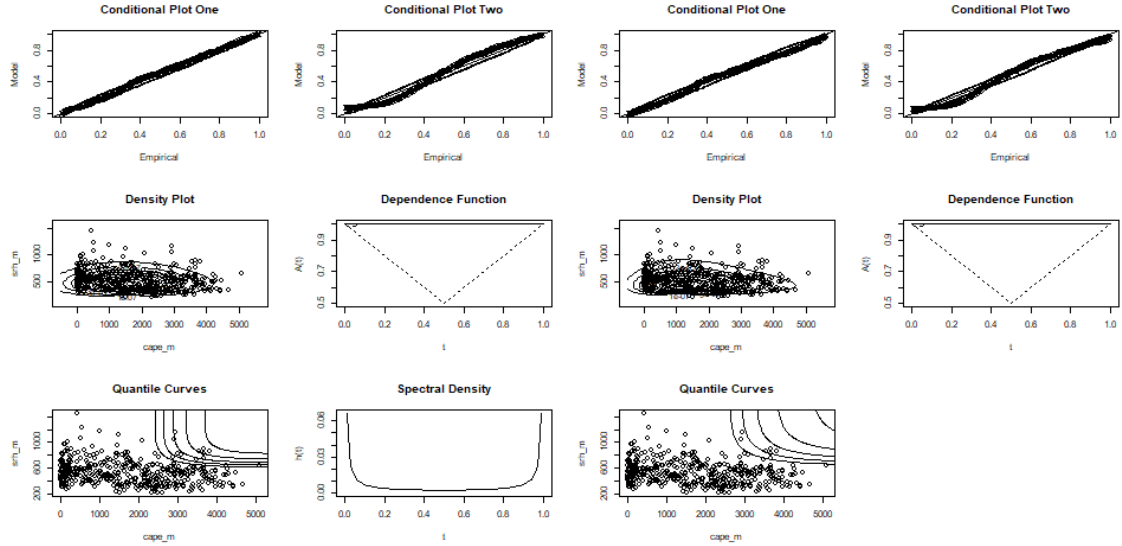 Conditional Plot One
Conditional Plot Two
Conditional Plot One
Conditional Plot Two
Model
0.0 0.4 0.8
0.0 0.2 0.4 0.6 0.8 1.0
Empirical
Model
0.0 0.4 0.8
0.0 0.2 0.4 0.6 0.8 1.0
Empirical
Model
0.0 0.4 0.8
0.0 0.2 0.4 0.6 0.8 1.0
Empirical
Model
0.0 0.4 0.8
0.0 0.2 0.4 0.6 0.8 1.0
Empirical
Density Plot
Dependence Function
Density Plot
Dependence Function
srh_m
500 1000
0 1000 2000 3000 4000 5000
cape_m
A(t)
0.5 0.7 0.9
0.0 0.2 0.4 0.6 0.8 1.0
t
srh_m
500 1000
0 1000 2000 3000 4000 5000
cape_m
A(t)
0.5 0.7 0.9
0.0 0.2 0.4 0.6 0.8 1.0
t
Quantile Curves
Spectral Density
Quantile Curves
srh_m
200 600 1000
0 1000 2000 3000 4000 5000
cape_m
h(t)
0.00 0.03 0.06
0.0 0.2 0.4 0.6 0.8 1.0
t
srh_m
200 600 1000
0 1000 2000 3000 4000 5000
cape_m